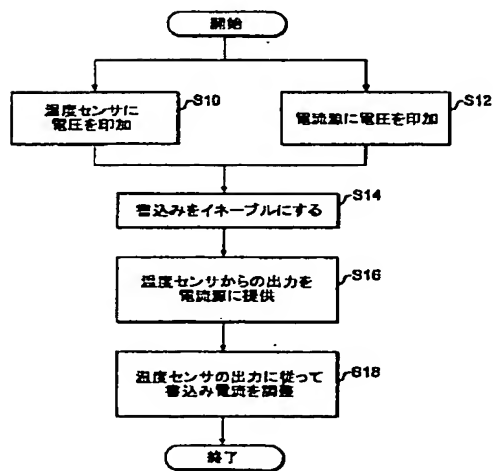 開始
温度センサに
電圧を印加
S10
電流源に電圧を印加
S12
書込みをイネーブルにする
S14
温度センサからの出力を
電流源に提供
S16
温度センサの出力に従って
書込み電流を調整
S18
終了